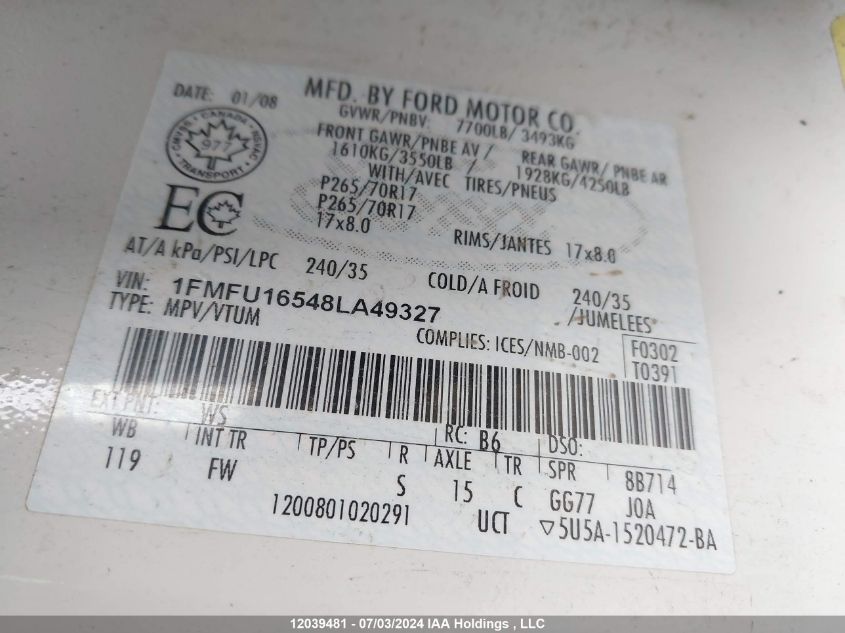 MFD. BY FORD MOTOR CO.
DATE: 01/08
GVWR/PNBV: 7700LB/ 3493KG
FRONT GAWR/PNBE AV / REAR GAWR/ PNBE AR
1610KG/3550LB / 1928KG/4250LB
WITH/AVEC TIRES/PNEUS
P265/70R17
P265/70R17
17x8.0 RIMS/JANTES 17x8.0
CANADA
977
TRANSPORT
EC
AT/A kPa/PSI/LPC 240/35 COLD/A FROID 240/35
VIN: 1FMFU16548LA49327 /JUMELEES
TYPE: MPV/VTUM
COMPLIES: ICES/NMB-002 F0302
T0391
EXT PNT: WS RC: B6 DSO:
WB INT TR TP/PS R AXLE TR SPR 8B714
119 FW S 15 C GG77 J0A
1200801020291 UCT ▽5U5A-1520472-BA
12039481 - 07/03/2024 IAA Holdings , LLC